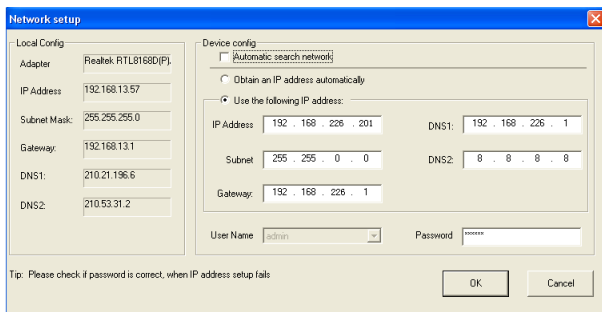 Network setup
Local Config
Adapter Realtek RTL8168D(P).
IP Address 192.168.13.57
Subnet Mask: 255.255.255.0
Gateway: 192.168.13.1
DNS1: 210.21.196.6
DNS2: 210.53.31.2
Device config
Automatic search network
Obtain an IP address automatically
Use the following IP address:
IP Address 192 . 168 . 226 . 201 DNS1: 192 . 168 . 226 . 1
Subnet 255 . 255 . 0 . 0 DNS2: 8 . 8 . 8 . 8
Gateway: 192 . 168 . 226 . 1
User Name admin Password ******
Tip: Please check if password is correct, when IP address setup fails
OK Cancel